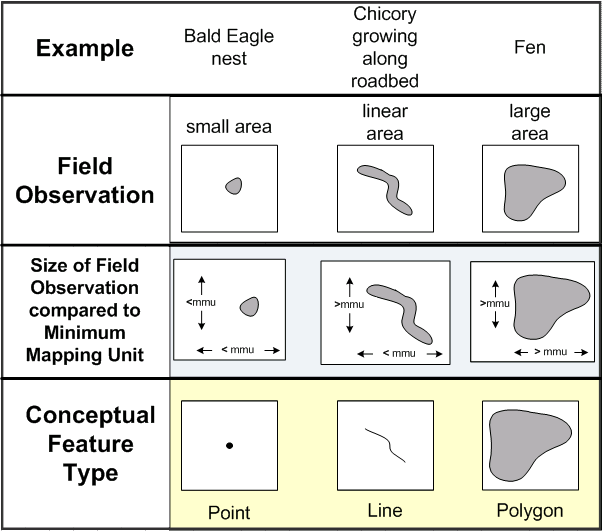 Example
Bald Eagle
nest
Chicory
growing
along
roadbed
Fen
Field
Observation
small area
linear
area
large
area
Size of Field
Observation
compared to
Minimum
Mapping Unit
<mmu
< mmu
>mmu
< mmu
>mmu
> mmu
Conceptual
Feature
Type
Point
Line
Polygon